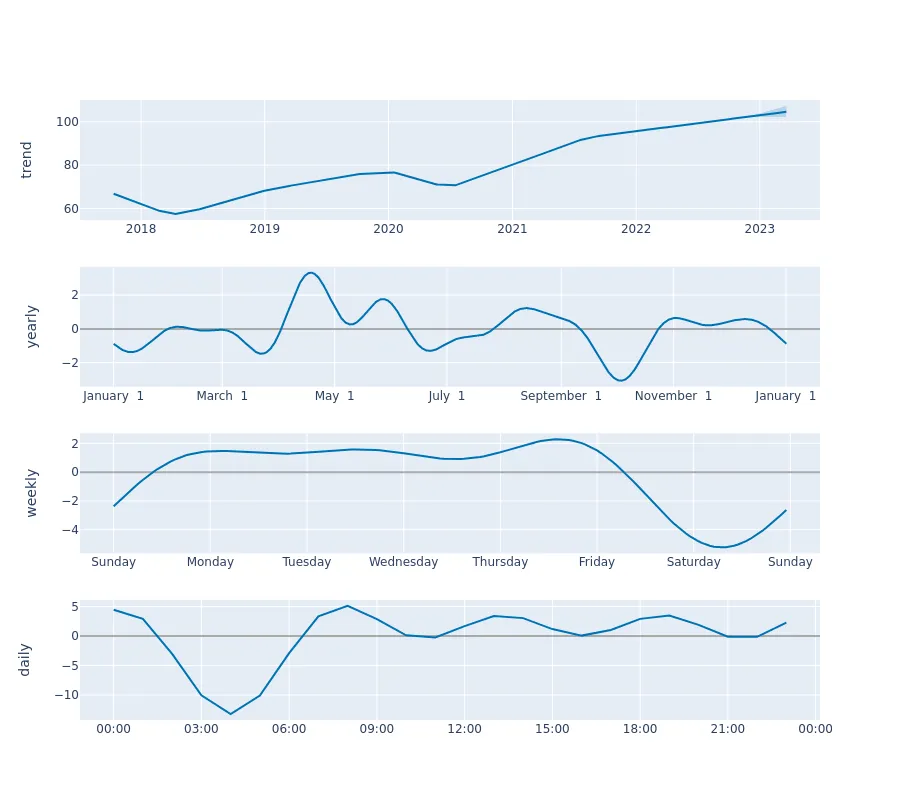 trend
100
80
60
2018 2019 2020 2021 2022 2023
yearly
2
0
−2
January 1 March 1 May 1 July 1 September 1 November 1 January 1
weekly
2
0
−2
−4
Sunday Monday Tuesday Wednesday Thursday Friday Saturday Sunday
daily
5
0
−5
−10
00:00 03:00 06:00 09:00 12:00 15:00 18:00 21:00 00:00